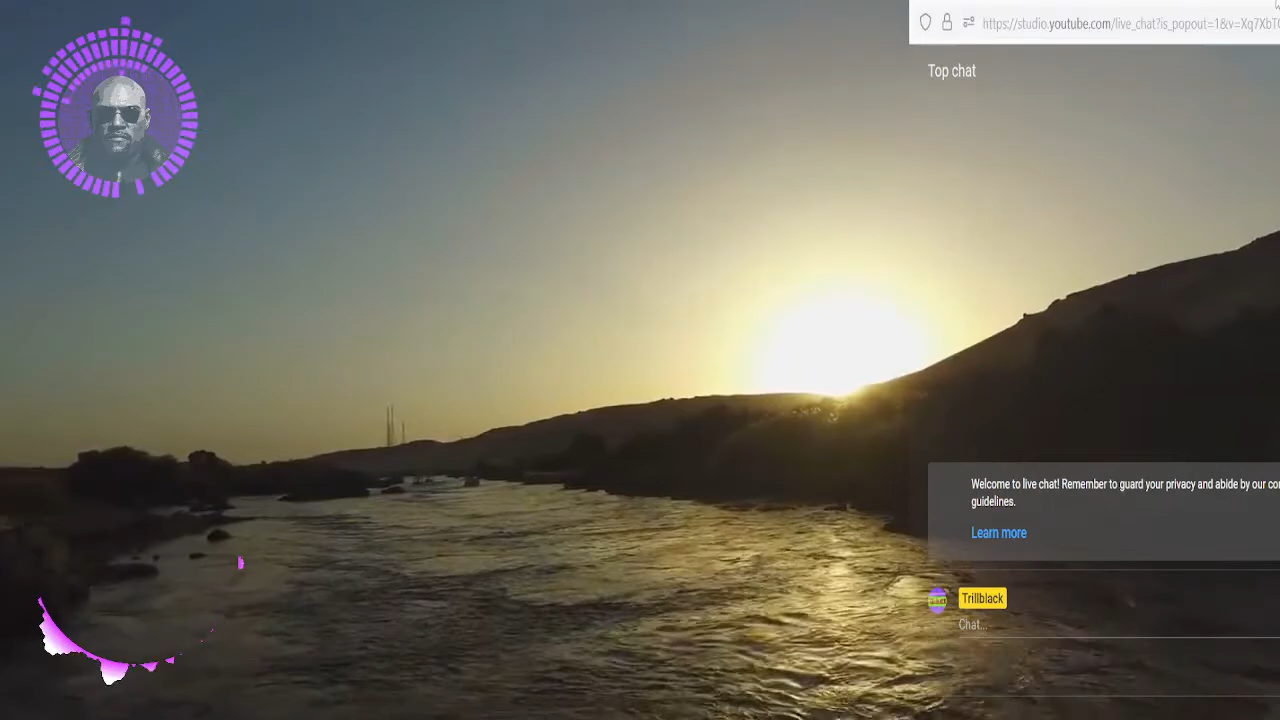 https://studio.youtube.com/live_chat?is_popout=1&v=Xq7XbT
Top chat
Welcome to live chat! Remember to guard your privacy and abide by our
guidelines.
Learn more
Trillblack
Chat...